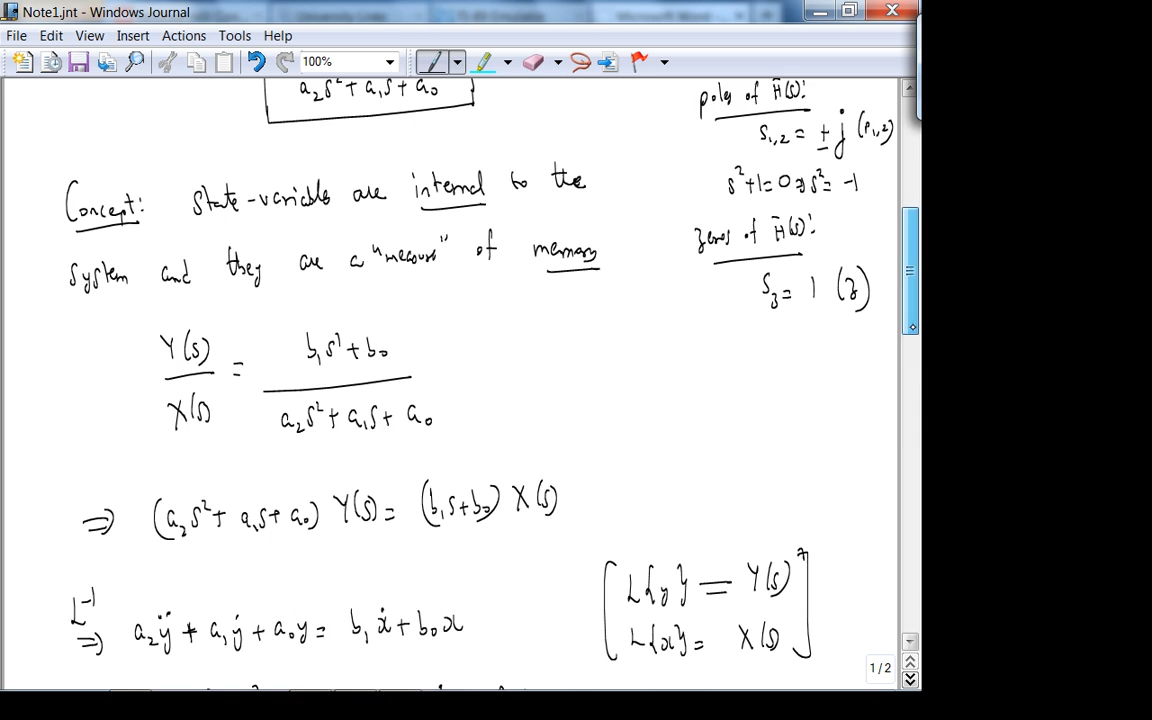 Note1.jnt - Windows Journal
File Edit View Insert Actions Tools Help
100%
a₂s²+a₁s+a₀
Concept: State-variable are internal to the
system and they are a "measure" of memory
Y(s)/X(s) = (b₁s¹+b₀)/(a₂s²+a₁s+a₀)
⇒ (a₂s²+a₁s+a₀) Y(s) = (b₁s+b₀) X(s)
L⁻¹
⇒ a₂ÿ + a₁ẏ + a₀y = b₁ẋ + b₀x
poles of H(s):
s₁,₂ = ±j (p₁,₂)
s²+1=0 ⇒ s²=-1
zeros of H(s):
s₃ = 1 (z)
L{y} = Y(s)
L{x} = X(s)
1/2